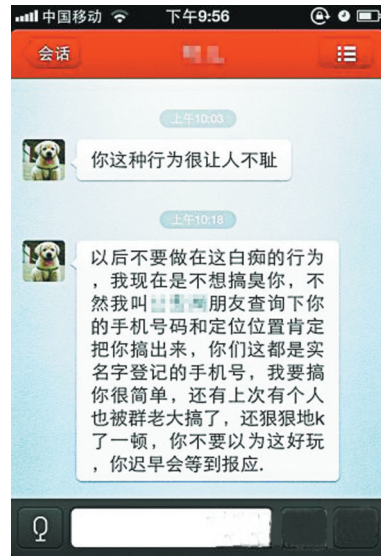 中国移动 下午9:56
会话
上午10:03
你这种行为很让人不耻
上午10:18
以后不要做在这白痴的行为
，我现在是不想搞臭你，不
然我叫朋友查询下你
的手机号码和定位位置肯定
把你搞出来，你们这都是实
名字登记的手机号，我要搞
你很简单，还有上次有个人
也被群老大搞了，还狠狠地k
了一顿，你不要以为这好玩
，你迟早会等到报应.